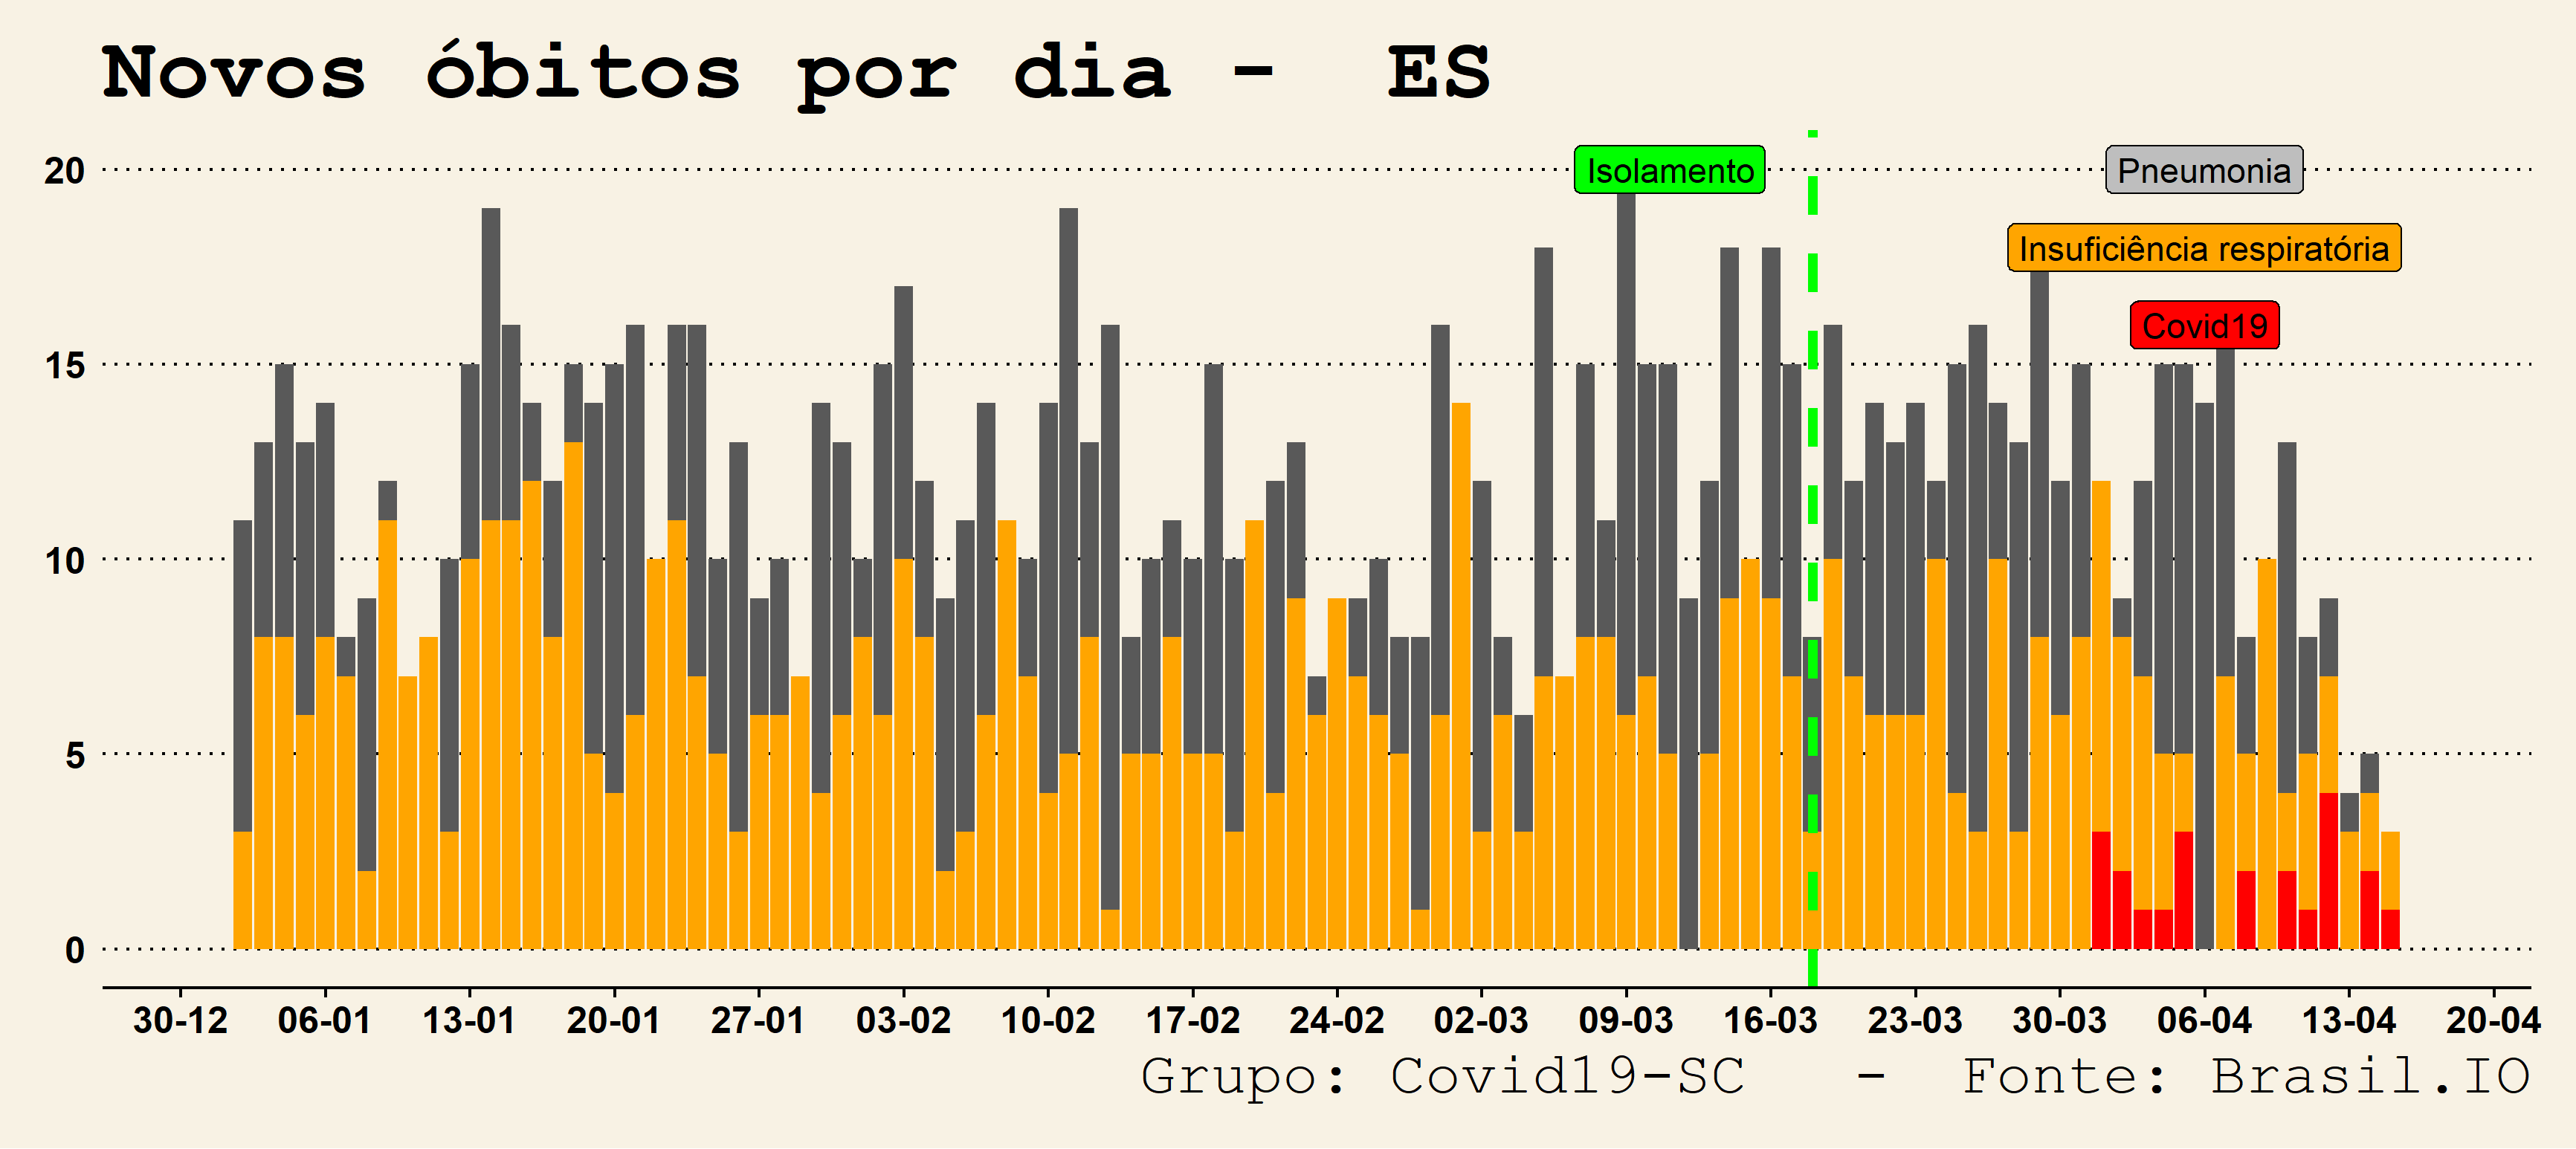 Novos óbitos por dia - ES
20
Isolamento
Pneumonia
Insuficiência respiratória
Covid19
15
10
5
0
30-12 06-01 13-01 20-01 27-01 03-02 10-02 17-02 24-02 02-03 09-03 16-03 23-03 30-03 06-04 13-04 20-04
Grupo: Covid19-SC - Fonte: Brasil.IO